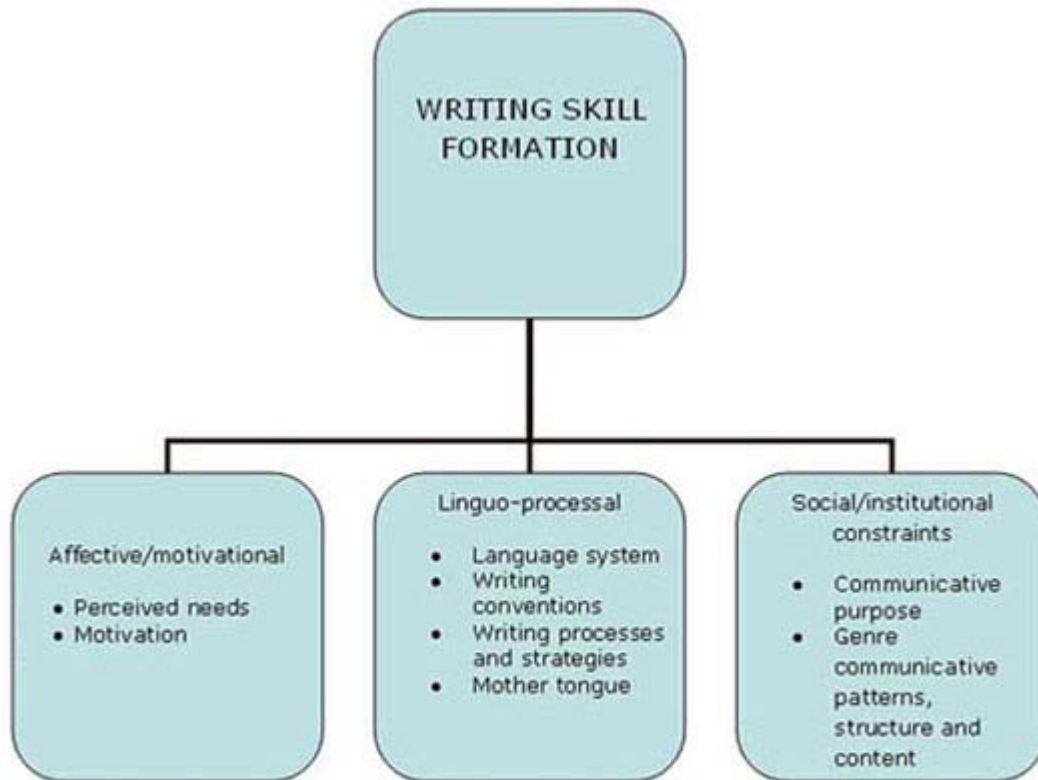 WRITING SKILL
FORMATION
Affective/motivational
● Perceived needs
● Motivation
Linguo-processal
● Language system
● Writing
conventions
● Writing processes
and strategies
● Mother tongue
Social/institutional
constraints
● Communicative
purpose
● Genre
communicative
patterns,
structure and
content